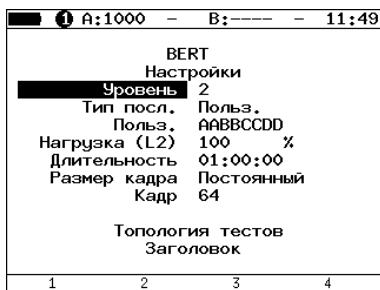 1 A:1000 – B:---- – 11:49
BERT
Настройки
Уровень 2
Тип посл. Польз.
Польз. AABBCCDD
Нагрузка (L2) 100 %
Длительность 01:00:00
Размер кадра Постоянный
Кадр 64
Топология тестов
Заголовок
1 2 3 4